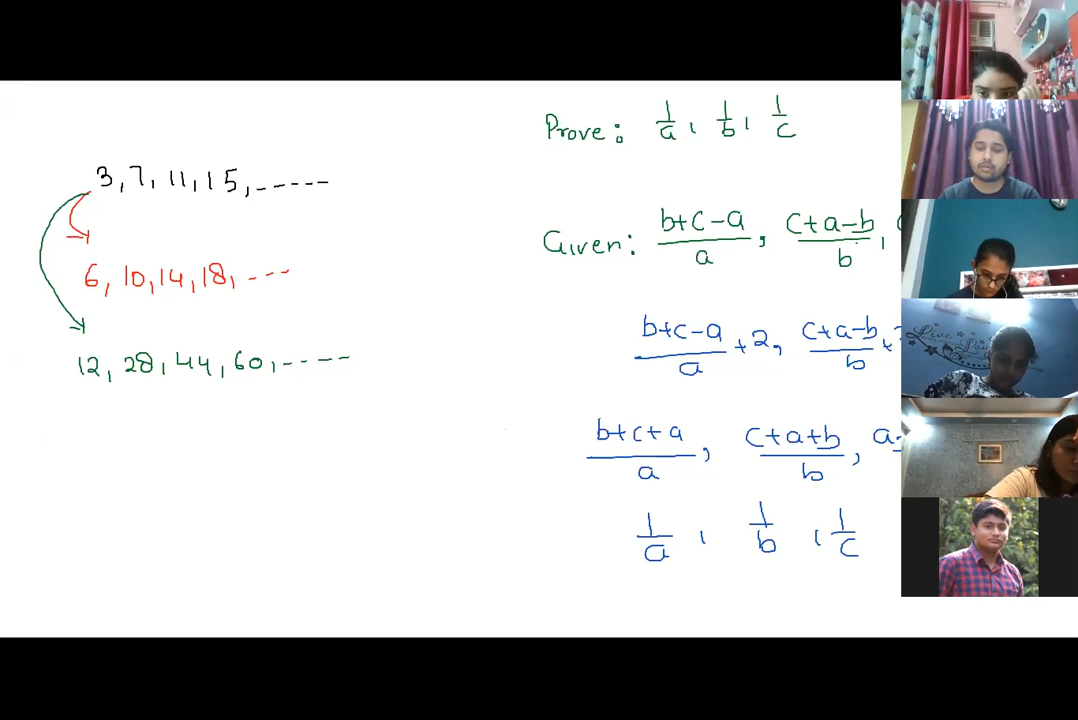 3, 7, 11, 15, -----
6, 10, 14, 18, ---
12, 28, 44, 60, ----
Prove: 1/a, 1/b, 1/c
Given: (b+c-a)/a, (c+a-b)/b,
(b+c-a)/a + 2, (c+a-b)/b +
(b+c+a)/a, (c+a+b)/b, a
1/a, 1/b, 1/c